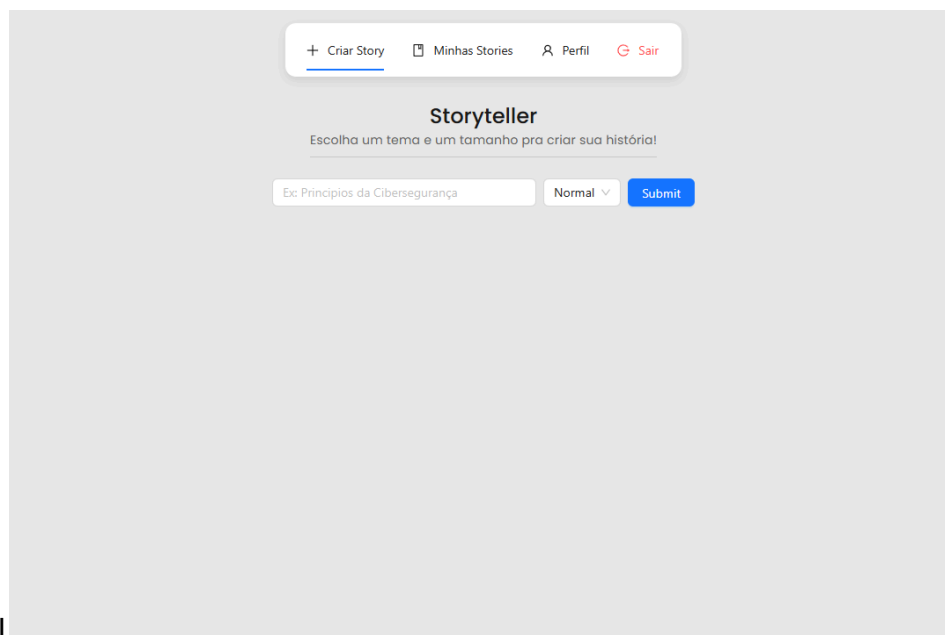 Criar Story Minhas Stories Perfil Sair
Storyteller
Escolha um tema e um tamanho pra criar sua história!
Ex: Principios da Cibersegurança Normal Submit